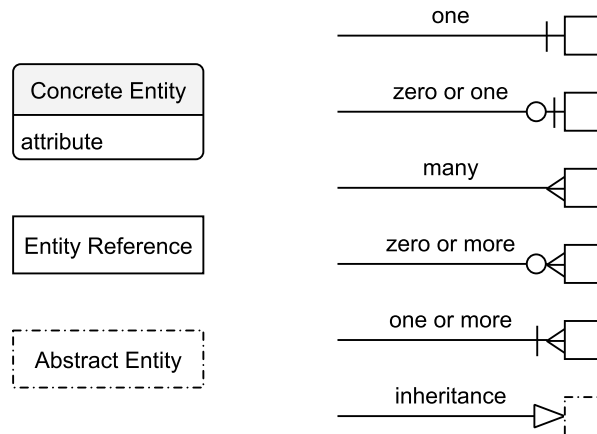 Concrete Entity
attribute
Entity Reference
Abstract Entity
one
zero or one
many
zero or more
one or more
inheritance